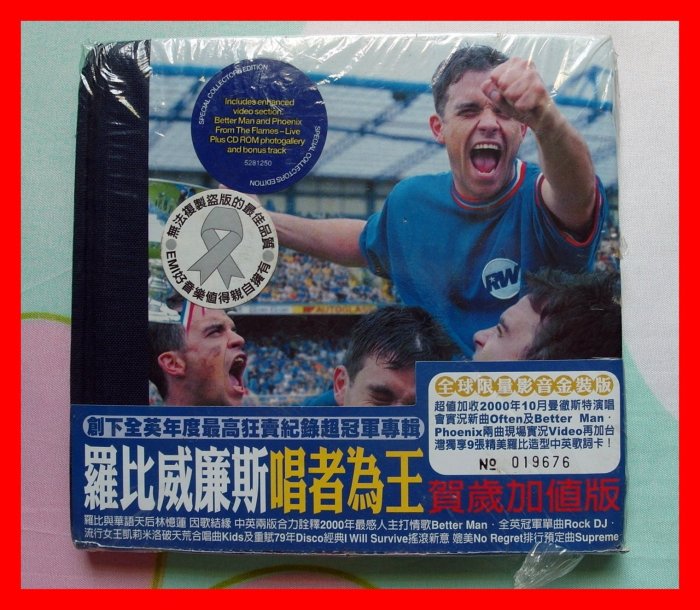 SPECIAL COLLECTORS EDITION
Includes enhanced
video section:
Better Man and Phoenix
From The Flames–Live
Plus CD ROM photogallery
and bonus track
5281250
SPECIAL COLLECTORS EDITION
無法複製盜版的最佳品質
EMI好音樂值得親自擁有
RW
AUTOGLASS
全球限量影音金裝版
超值加收2000年10月曼徹斯特演唱
會實況新曲Often及Better Man．
Phoenix兩曲現場實況Video再加台
灣獨享9張精美羅比造型中英歌詞卡！
№ 019676
創下全英年度最高狂賣紀錄超冠軍專輯
羅比威廉斯 唱者為王 賀歲加值版
羅比與華語天后林憶蓮 因歌結緣 中英兩版合力詮釋2000年最感人主打情歌Better Man．全英冠軍單曲Rock DJ．
流行女王凱莉米洛破天荒合唱曲Kids及重賦79年Disco經典I Will Survive搖滾新意 媲美No Regret排行預定曲Supreme